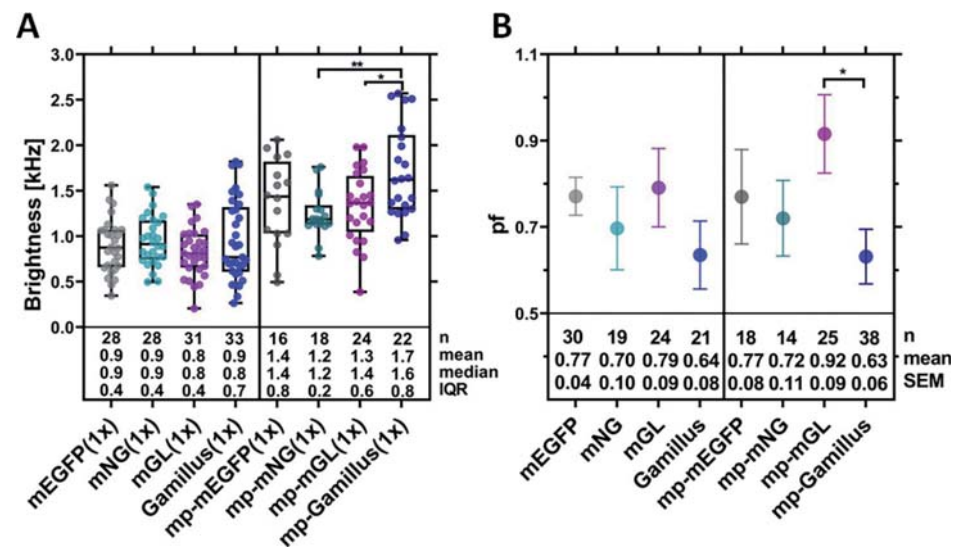 A
Brightness [kHz]
3.0
2.5
2.0
1.5
1.0
0.5
0.0
** 
*
28 28 31 33 16 18 24 22 n
0.9 0.9 0.8 0.9 1.4 1.2 1.3 1.7 mean
0.9 0.9 0.8 0.8 1.4 1.2 1.4 1.6 median
0.4 0.4 0.4 0.7 0.8 0.2 0.6 0.8 IQR
mEGFP(1x)
mNG(1x)
mGL(1x)
Gamillus(1x)
mp-mEGFP(1x)
mp-mNG(1x)
mp-mGL(1x)
mp-Gamillus(1x)
B
pf
1.1
0.9
0.7
0.5
*
30 19 24 21 18 14 25 38 n
0.77 0.70 0.79 0.64 0.77 0.72 0.92 0.63 mean
0.04 0.10 0.09 0.08 0.08 0.11 0.09 0.06 SEM
mEGFP
mNG
mGL
Gamillus
mp-mEGFP
mp-mNG
mp-mGL
mp-Gamillus